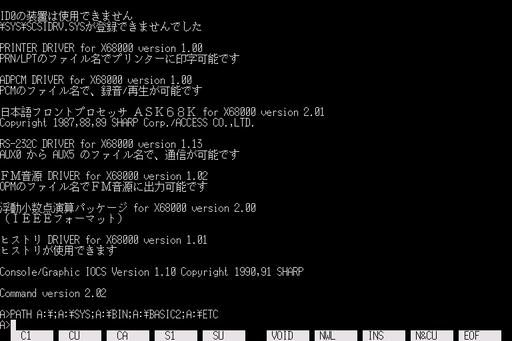 ID0の装置は使用できません
¥SYS¥SCSIDRV.SYSが登録できませんでした
PRINTER DRIVER for X68000 version 1.00
PRN/LPTのファイル名でプリンターに印字可能です
ADPCM DRIVER for X68000 version 1.00
PCMのファイル名で、録音/再生が可能です
日本語フロントプロセッサ ＡＳＫ６８Ｋ for X68000 version 2.01
Copyright 1987,88,89 SHARP Corp./ACCESS CO.,LTD.
RS-232C DRIVER for X68000 version 1.13
AUX0 から AUX5 のファイル名で、通信が可能です
ＦＭ音源 DRIVER for X68000 version 1.02
OPMのファイル名でＦＭ音源に出力可能です
浮動小数点演算パッケージ for X68000 version 2.00
（ＩＥＥＥフォーマット）
ヒストリ DRIVER for X68000 version 1.01
ヒストリが使用できます
Console/Graphic IOCS Version 1.10 Copyright 1990,91 SHARP
Command version 2.02
A>PATH A:¥;A:¥SYS;A:¥BIN;A:¥BASIC2;A:¥ETC
A>
C1 CU CA S1 SU VOID NWL INS N&CU EOF